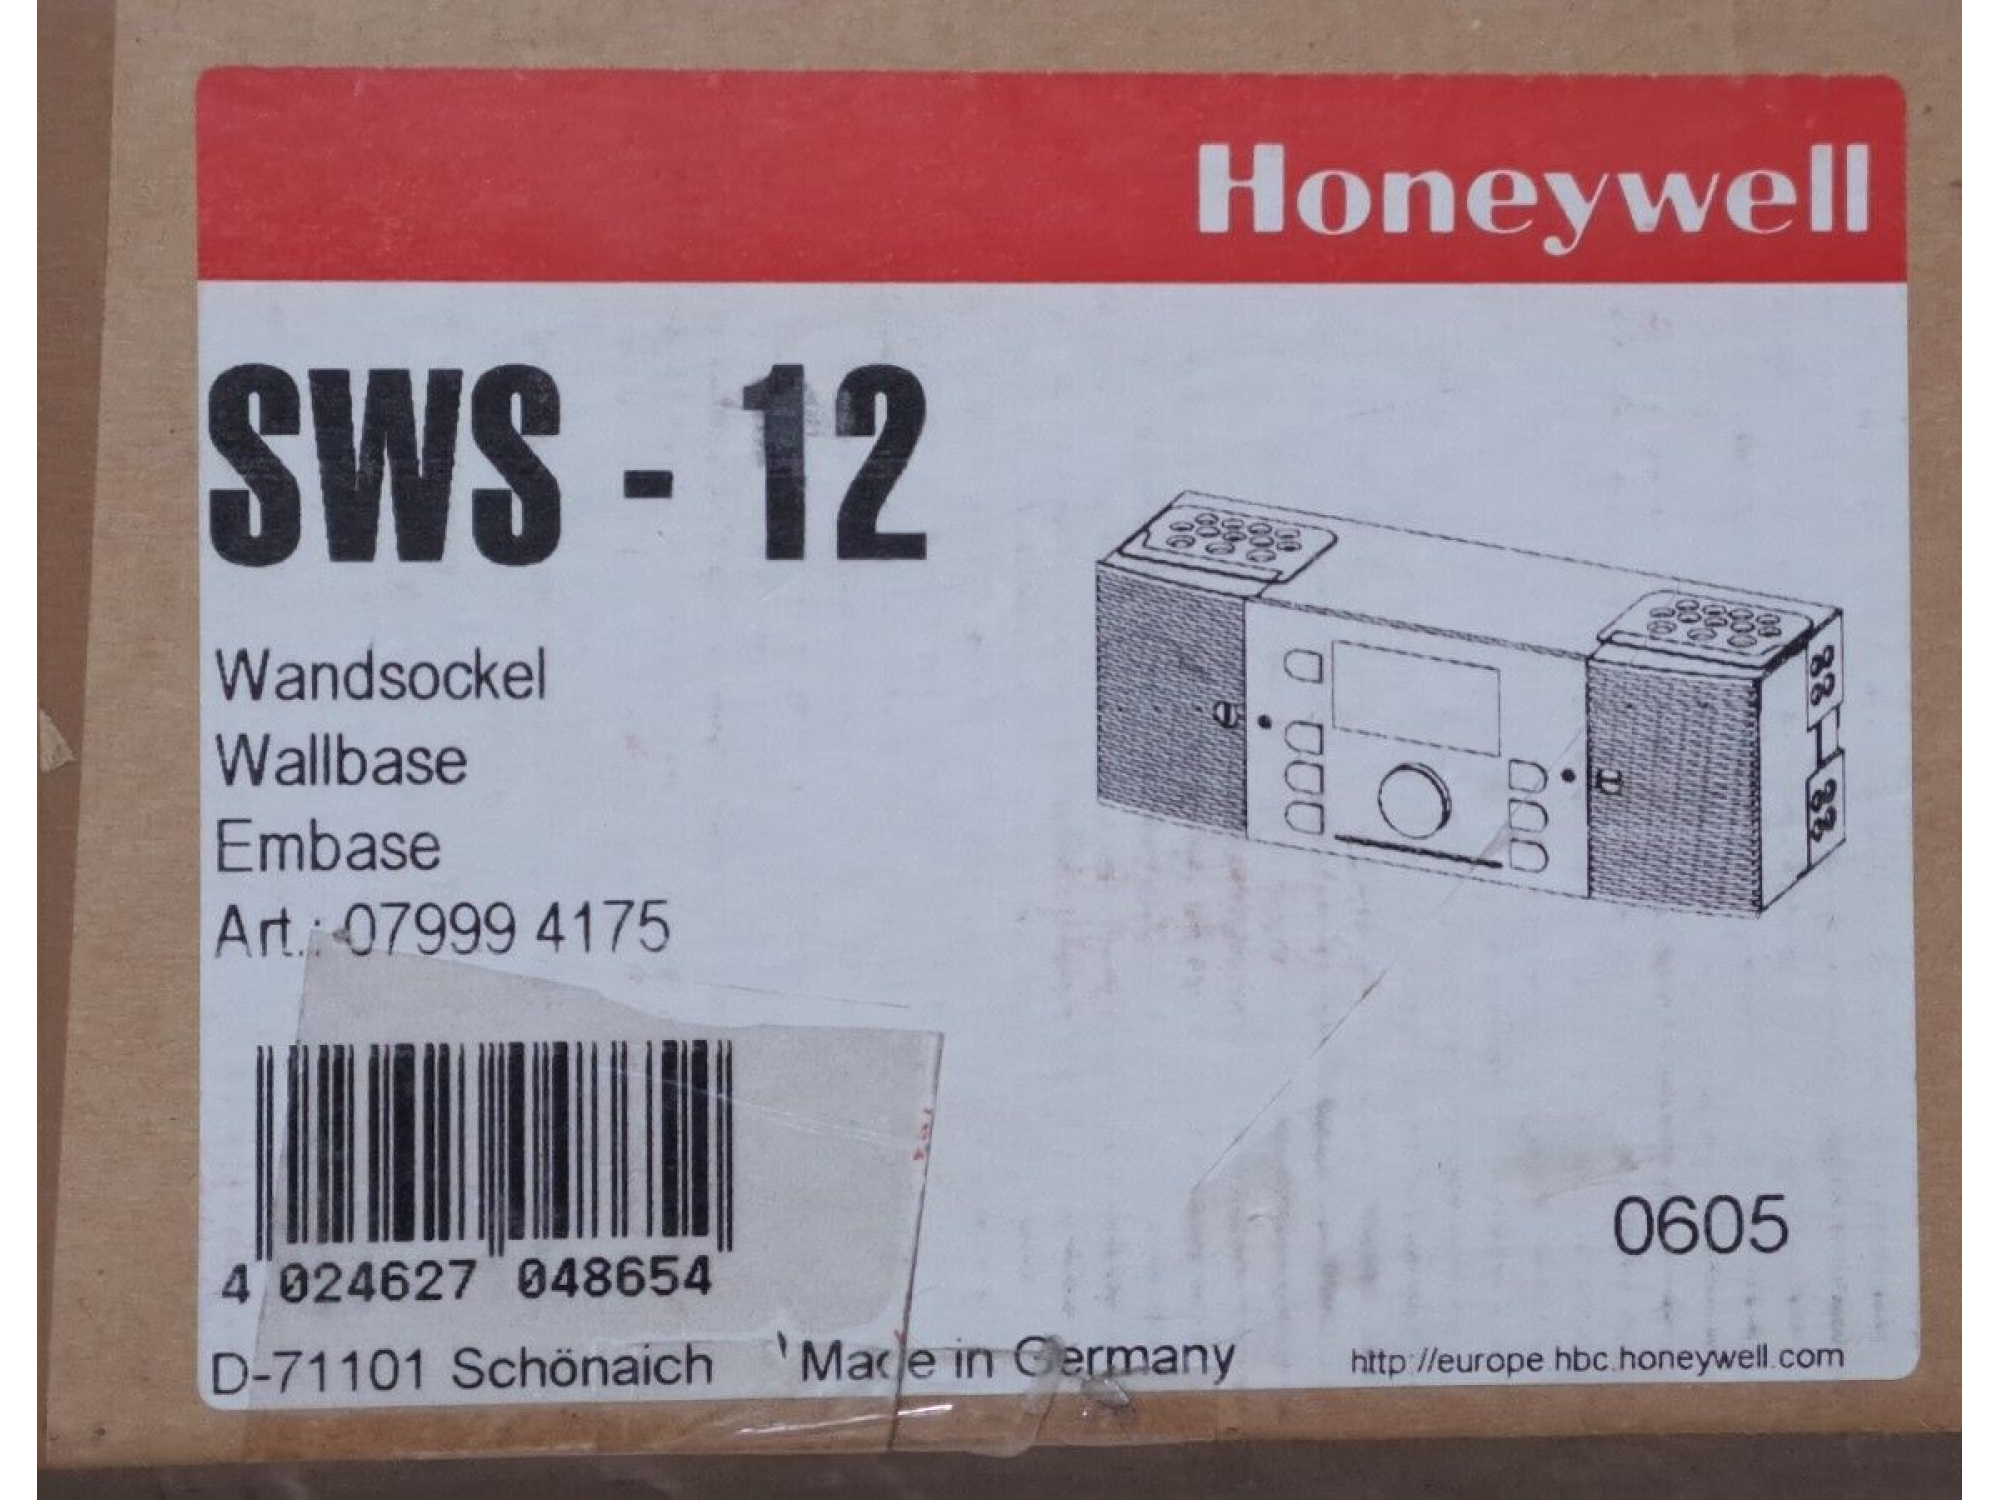 Honeywell
SWS - 12
Wandsockel
Wallbase
Embase
Art.: 07999 4175
4 024627 048654
0605
D-71101 Schönaich Made in Germany http://europe.hbc.honeywell.com